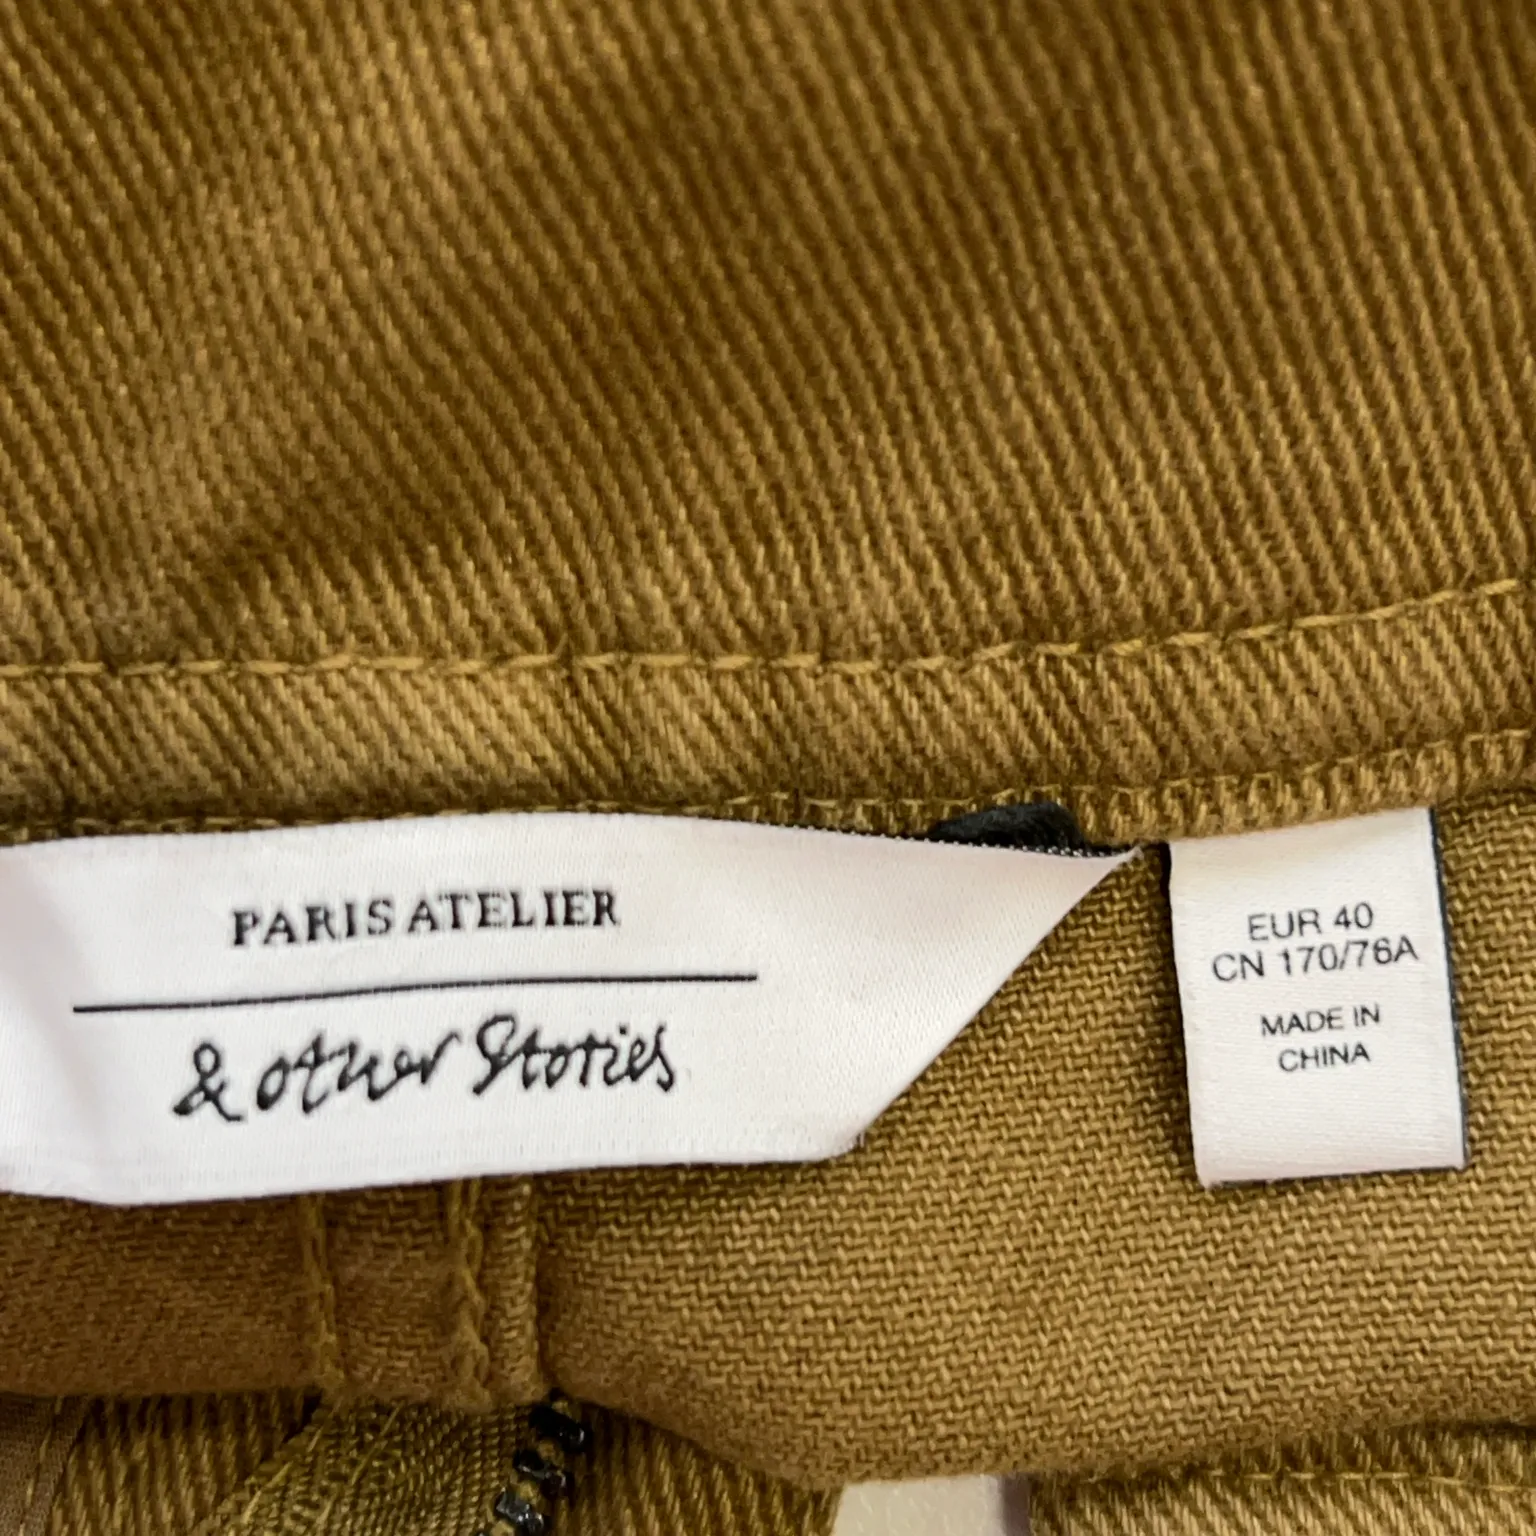 PARIS ATELIER
& other Stories
EUR 40
CN 170/76A
MADE IN
CHINA